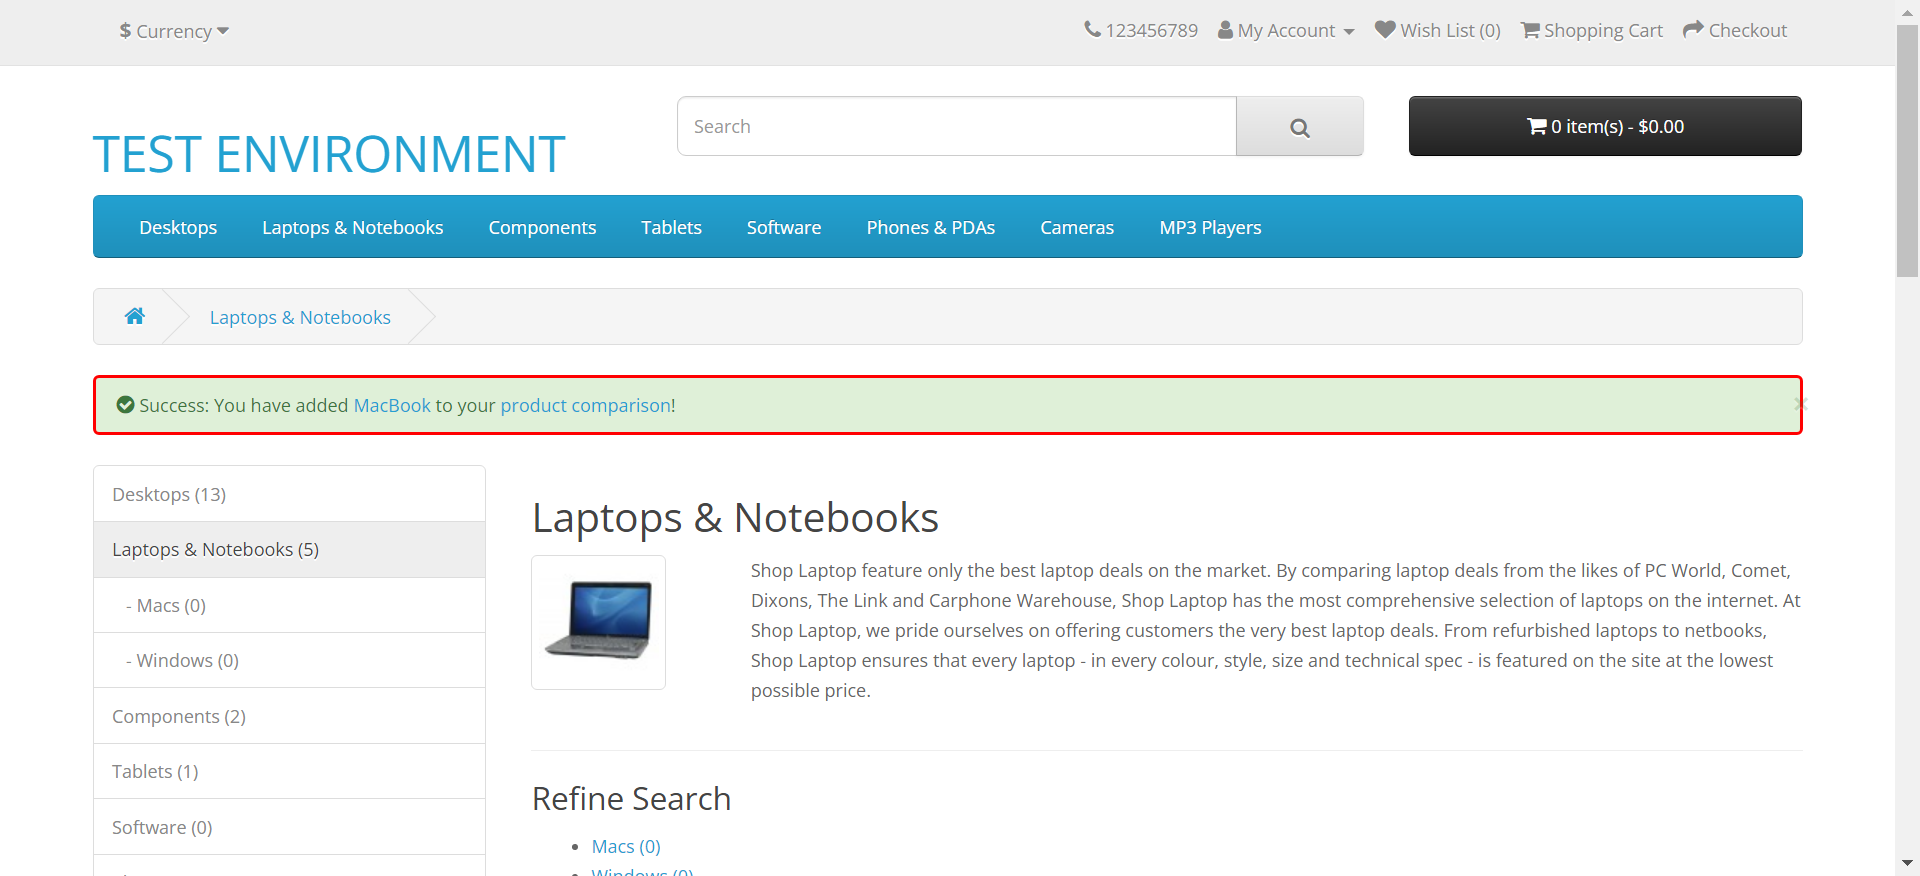 $ Currency
123456789 My Account Wish List (0) Shopping Cart Checkout
TEST ENVIRONMENT
Search
0 item(s) - $0.00
Desktops Laptops & Notebooks Components Tablets Software Phones & PDAs Cameras MP3 Players
Laptops & Notebooks
Success: You have added MacBook to your product comparison!
×
Desktops (13)
Laptops & Notebooks (5)
- Macs (0)
- Windows (0)
Components (2)
Tablets (1)
Software (0)
Laptops & Notebooks
Shop Laptop feature only the best laptop deals on the market. By comparing laptop deals from the likes of PC World, Comet,
Dixons, The Link and Carphone Warehouse, Shop Laptop has the most comprehensive selection of laptops on the internet. At
Shop Laptop, we pride ourselves on offering customers the very best laptop deals. From refurbished laptops to netbooks,
Shop Laptop ensures that every laptop - in every colour, style, size and technical spec - is featured on the site at the lowest
possible price.
Refine Search
Macs (0)
Windows (0)